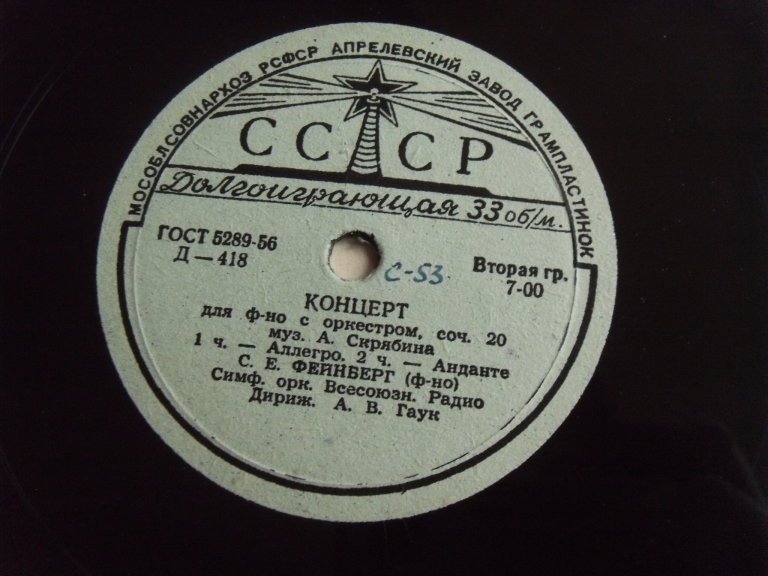 МОСОБЛСОВНАРХОЗ РСФСР АПРЕЛЕВСКИЙ ЗАВОД ГРАМПЛАСТИНОК
СССР
Долгоиграющая 33 об/м.
ГОСТ 5289-56
Д — 418
С-53
Вторая гр.
7-00
КОНЦЕРТ
для ф-но с оркестром, соч. 20
муз. А. Скрябина
1 ч. — Аллегро. 2 ч. — Анданте
С. Е. ФЕЙНБЕРГ (ф-но)
Симф. орк. Всесоюзн. Радио
Дириж. А. В. Гаук